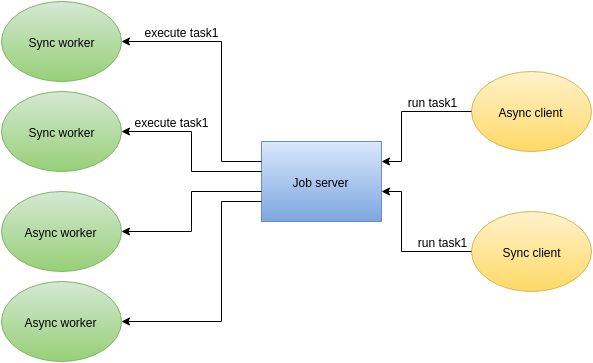 Sync worker
execute task1
Sync worker
execute task1
Async worker
Async worker
Job server
run task1
Async client
run task1
Sync client